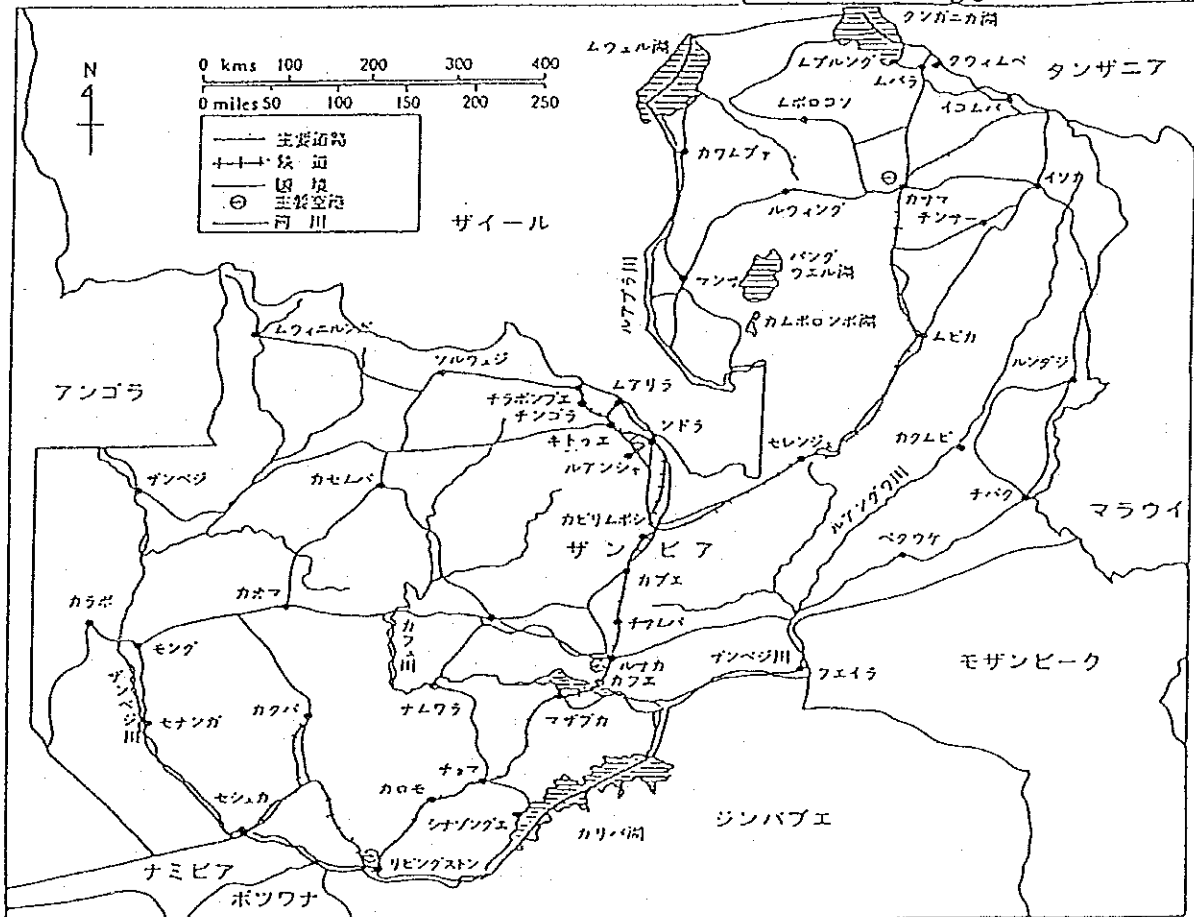 N
0 kms 100 200 300 400
0 miles 50 100 150 200 250
主要道路
鉄道
国境
主要空港
河川
クンガニカ湖
ムウェル湖
ムブルング
クウィムベ
ムバラ
タンザニア
ムポロコソ
イコムバ
カワムブァ
イソカ
ルウィング
カサマ
チンサー
ザイール
バング
ウエル湖
マンサ
ルアプラ川
カムポロンボ湖
ムピカ
ムウィニルンガ
ソルウェジ
ルンダジ
アンゴラ
ムアリラ
チラボンブエ
チンゴラ
ンドラ
キトウエ
ルアンシャ
セレンジェ
カクムビ
ザンベジ
カセムパ
ルアングワ川
チパタ
マラウイ
カピリムポシ
ザンビア
ペタウケ
カブエ
カラボ
カオマ
チサムバ
カフェ川
モング
ルサカ
カフエ
ザンベジ川
フエイラ
モザンビーク
ナムワラ
マザブカ
ザンベジ川
セナンガ
カタバ
チョマ
カロモ
シナゾングエ
カリバ湖
ジンバブエ
セシェカ
リビングストン
ナミビア
ボツワナ